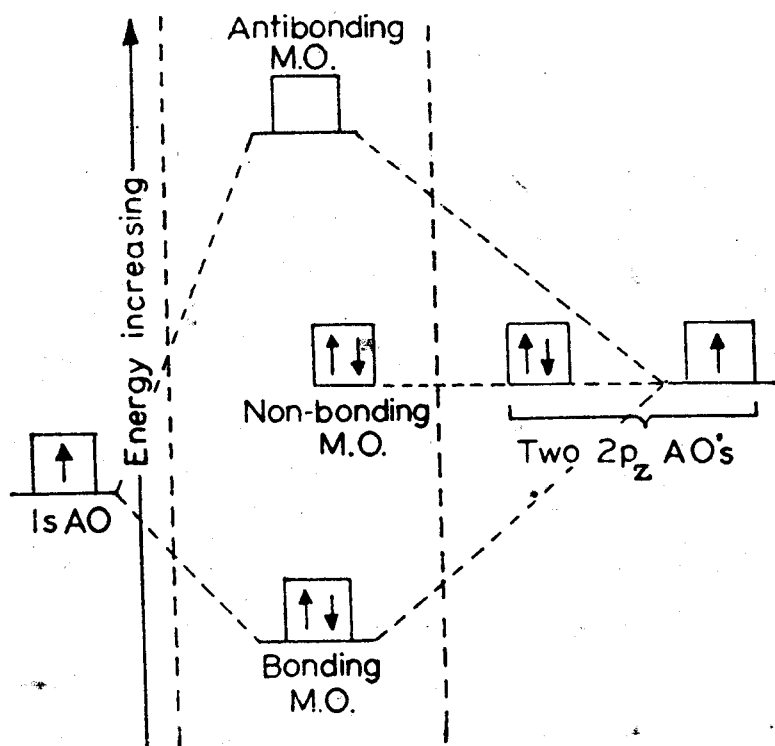 Antibonding
M.O.
Energy increasing
Non-bonding
M.O.
Two 2pz AO's
1s AO
Bonding
M.O.